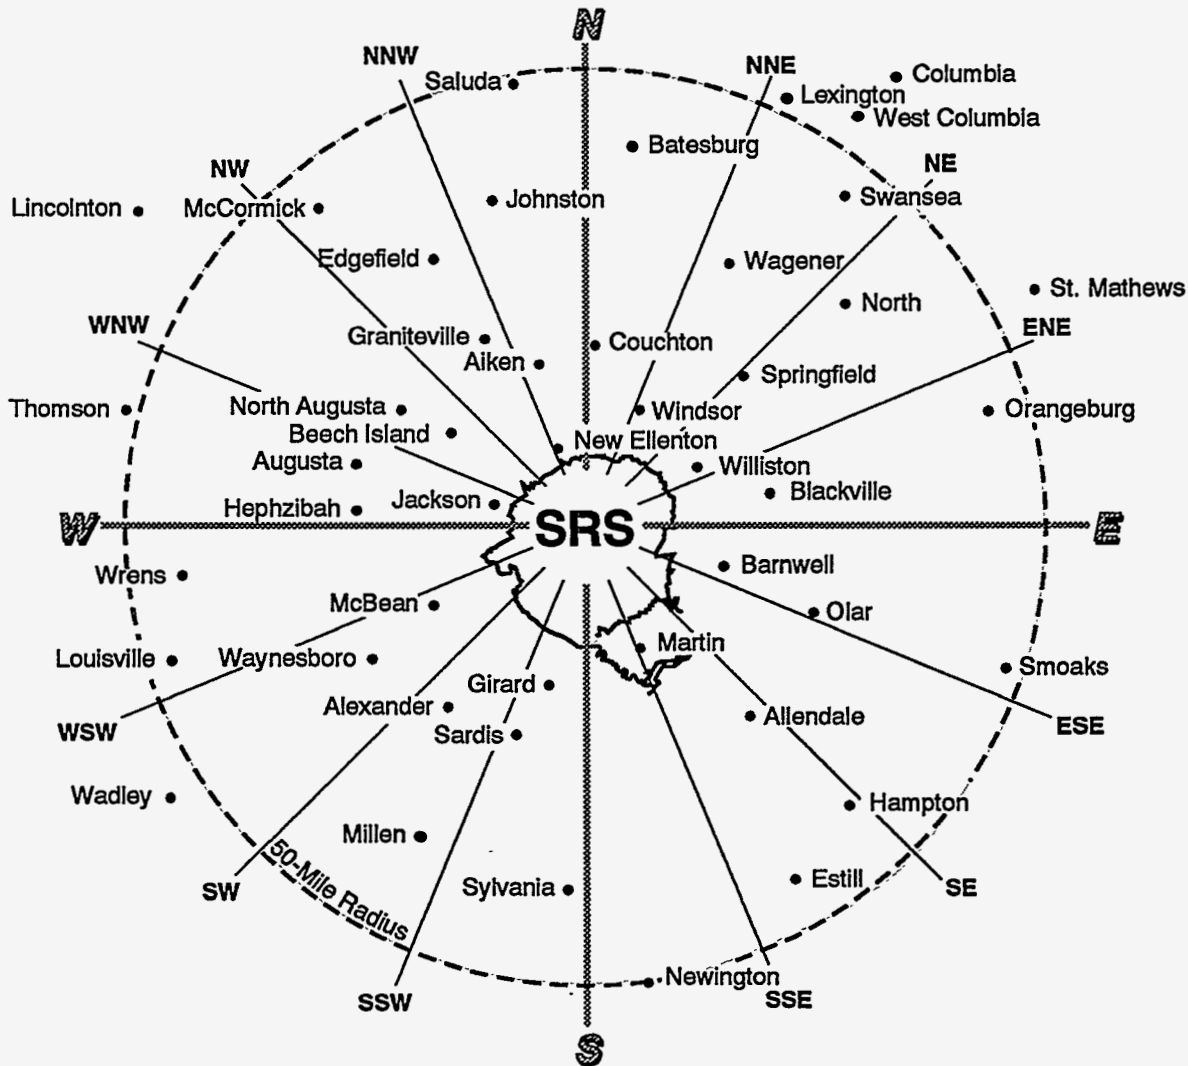 N
NNW
NNE
Saluda
Columbia
Lexington
West Columbia
Batesburg
NW
NE
Lincolnton
McCormick
Johnston
Swansea
Edgefield
Wagener
St. Mathews
North
WNW
ENE
Graniteville
Couchton
Aiken
Springfield
Thomson
North Augusta
Windsor
Orangeburg
Beech Island
New Ellenton
Augusta
Williston
Blackville
Jackson
Hephzibah
W
SRS
E
Wrens
Barnwell
McBean
Olar
Martin
Louisville
Waynesboro
Smoaks
Girard
Alexander
Allendale
WSW
Sardis
ESE
Wadley
Hampton
Millen
50-Mile Radius
SW
Sylvania
Estill
SE
Newington
SSW
SSE
S